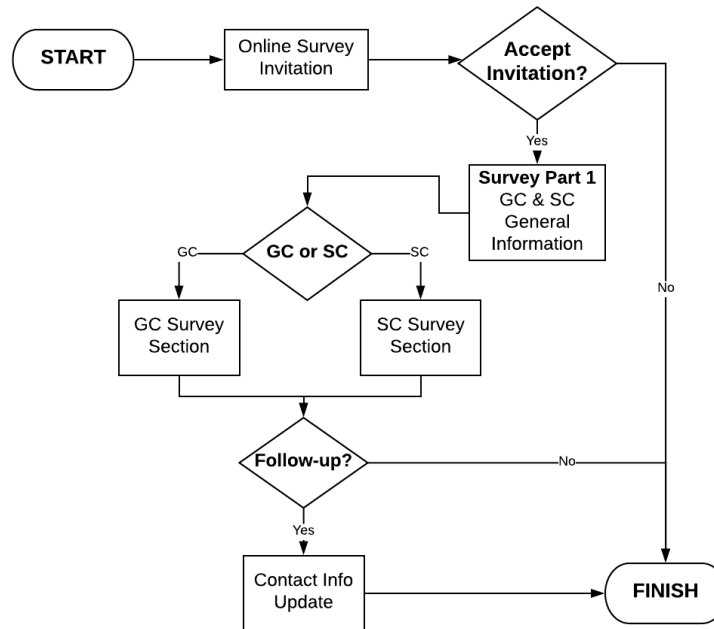 START
Online Survey
Invitation
Accept
Invitation?
Yes
Survey Part 1
GC & SC
General
Information
GC or SC
GC
SC
No
GC Survey
Section
SC Survey
Section
Follow-up?
No
Yes
Contact Info
Update
FINISH